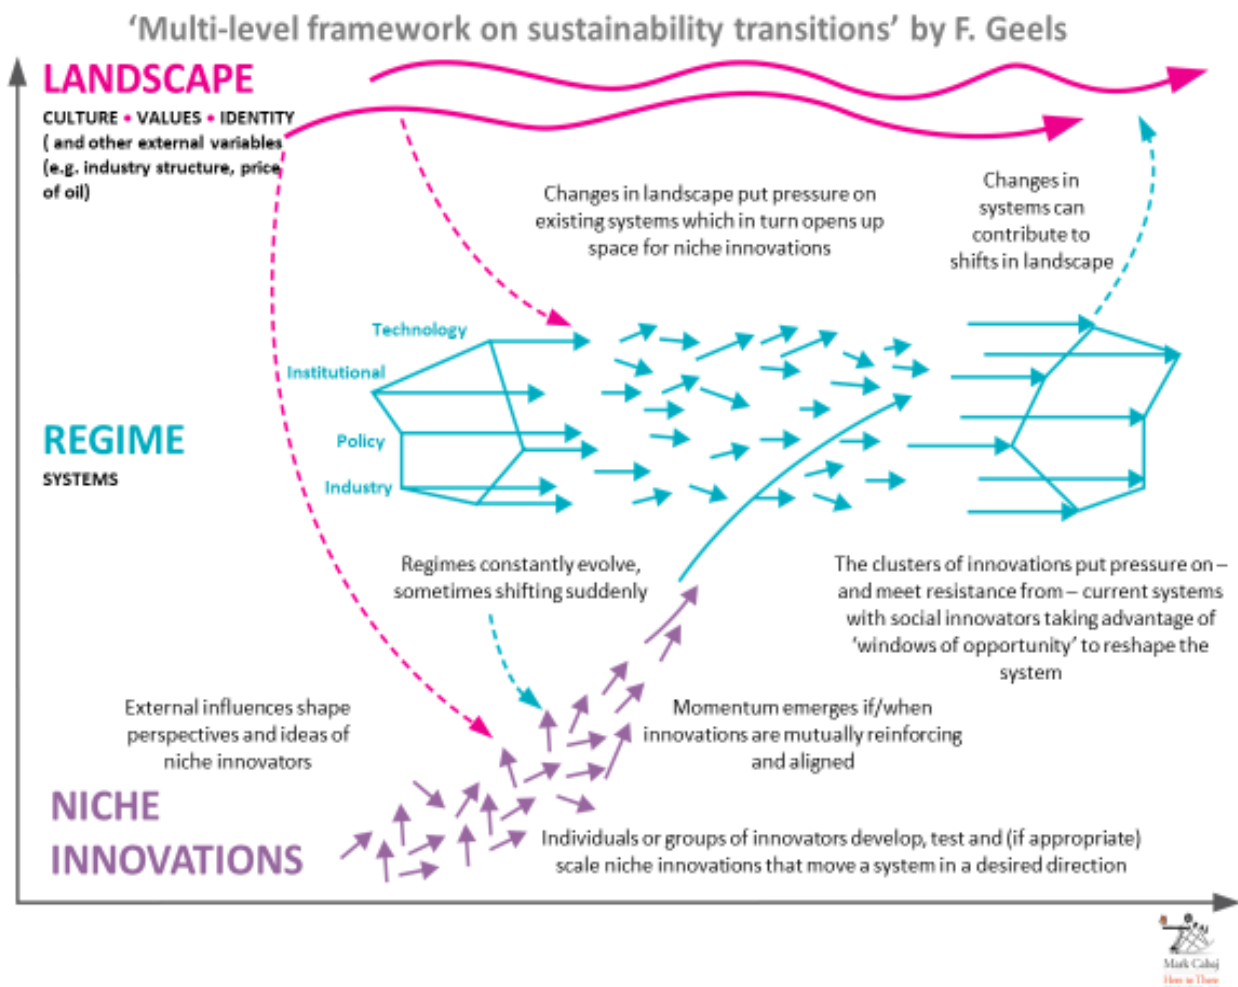 'Multi-level framework on sustainability transitions' by F. Geels
LANDSCAPE
CULTURE • VALUES • IDENTITY
( and other external variables
(e.g. industry structure, price
of oil)
Changes in landscape put pressure on
existing systems which in turn opens up
space for niche innovations
Changes in
systems can
contribute to
shifts in landscape
Technology
Institutional
Policy
Industry
REGIME
SYSTEMS
Regimes constantly evolve,
sometimes shifting suddenly
The clusters of innovations put pressure on –
and meet resistance from – current systems
with social innovators taking advantage of
'windows of opportunity' to reshape the
system
External influences shape
perspectives and ideas of
niche innovators
Momentum emerges if/when
innovations are mutually reinforcing
and aligned
NICHE
INNOVATIONS
Individuals or groups of innovators develop, test and (if appropriate)
scale niche innovations that move a system in a desired direction
Mark Cabaj
Here to There